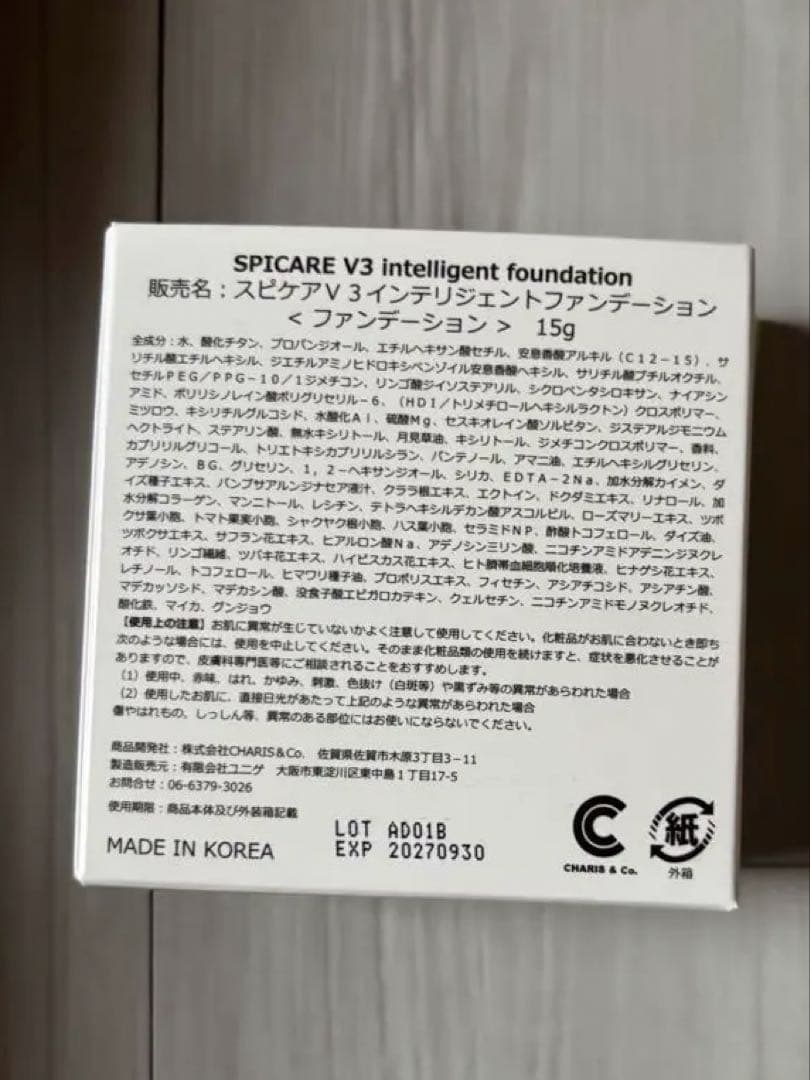 SPICARE V3 intelligent foundation
販売名：スピケアV３インテリジェントファンデーション
＜ファンデーション＞　15g
全成分：水、酸化チタン、プロパンジオール、エチルヘキサン酸セチル、安息香酸アルキル（C12-15）、サ
リチル酸エチルヘキシル、ジエチルアミノヒドロキシベンゾイル安息香酸ヘキシル、サリチル酸ブチルオクチル、
セチルPEG／PPG-10／1ジメチコン、リンゴ酸ジイソステアリル、シクロペンタシロキサン、ナイアシン
アミド、ポリリシノレイン酸ポリグリセリル-6、（HDI／トリメチロールヘキシルラクトン）クロスポリマー、
ミツロウ、キシリチルグルコシド、水酸化Aｌ、硫酸Mg、セスキオレイン酸ソルビタン、ジステアルジモニウム
ヘクトライト、ステアリン酸、無水キシリトール、月見草油、キシリトール、ジメチコンクロスポリマー、香料、
カプリリルグリコール、トリエトキシカプリリルシラン、パンテノール、アマニ油、エチルヘキシルグリセリン、
アデノシン、BG、グリセリン、1，2-ヘキサンジオール、シリカ、EDTA-2Na、加水分解カイメン、ダ
イズ種子エキス、バンブサアルンジナセア液汁、クララ根エキス、エクトイン、ドクダミエキス、リナロール、加
水分解コラーゲン、マンニトール、レシチン、テトラヘキシルデカン酸アスコルビル、ローズマリーエキス、ツボ
クサ葉小胞、トマト果実小胞、シャクヤク根小胞、ハス葉小胞、セラミドNP、酢酸トコフェロール、ダイズ油、
ツボクサエキス、サフラン花エキス、ヒアルロン酸Na、アデノシン三リン酸、ニコチンアミドアデニンジヌクレ
オチド、リンゴ繊維、ツバキ花エキス、ハイビスカス花エキス、ヒト臍帯血細胞順化培養液、ヒナゲシ花エキス、
レチノール、トコフェロール、ヒマワリ種子油、プロポリスエキス、フィセチン、アシアチコシド、アシアチン酸、
マデカッソシド、マデカシン酸、没食子酸エピガロカテキン、クェルセチン、ニコチンアミドモノヌクレオチド、
酸化鉄、マイカ、グンジョウ
【使用上の注意】お肌に異常が生じていないかよく注意して使用してください。化粧品がお肌に合わないとき即ち
次のような場合には、使用を中止してください。そのまま化粧品類の使用を続けますと、症状を悪化させることが
ありますので、皮膚科専門医等にご相談されることをおすすめします。
（1）使用中、赤味、はれ、かゆみ、刺激、色抜け（白斑等）や黒ずみ等の異常があらわれた場合
（2）使用したお肌に、直接日光があたって上記のような異常があらわれた場合
傷やはれもの、しっしん等、異常のある部位にはお使いにならないでください。
商品開発社：株式会社CHARIS＆Co.　佐賀県佐賀市木原3丁目3－11
製造販売元：有限会社ユニゲ　大阪市東淀川区東中島１丁目17-5
お問合せ：06-6379-3026
使用期限：商品本体及び外装箱記載
LOT AD01B
MADE IN KOREA
EXP 20270930
CHARIS & Co.
紙
外箱